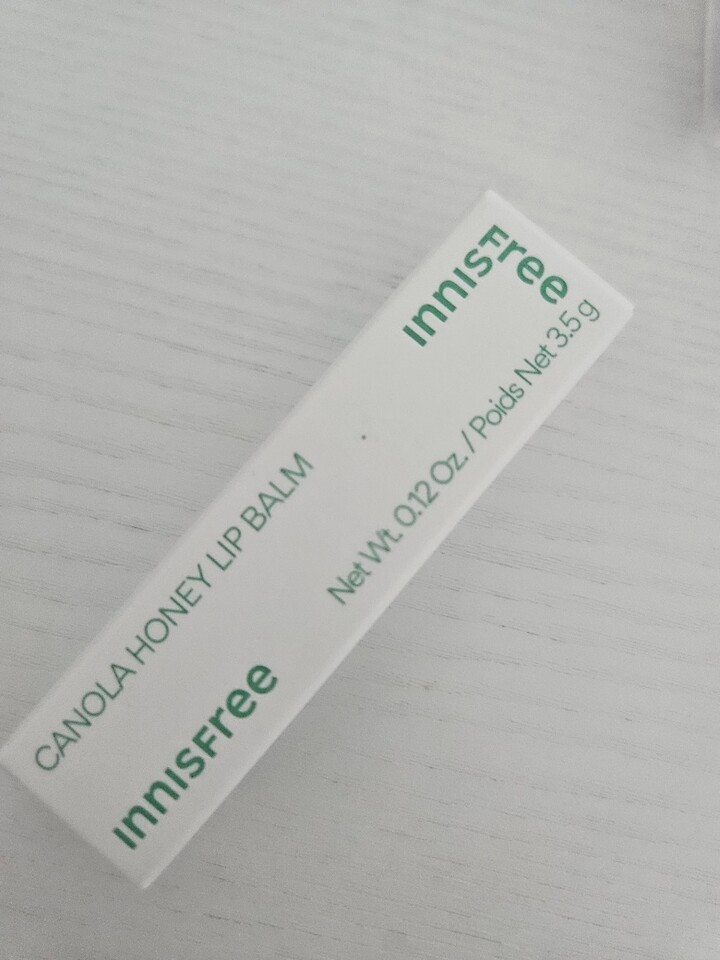 innisfree
Net Wt. 0.12 Oz. / Poids Net 3.5 g
CANOLA HONEY LIP BALM
innisfree